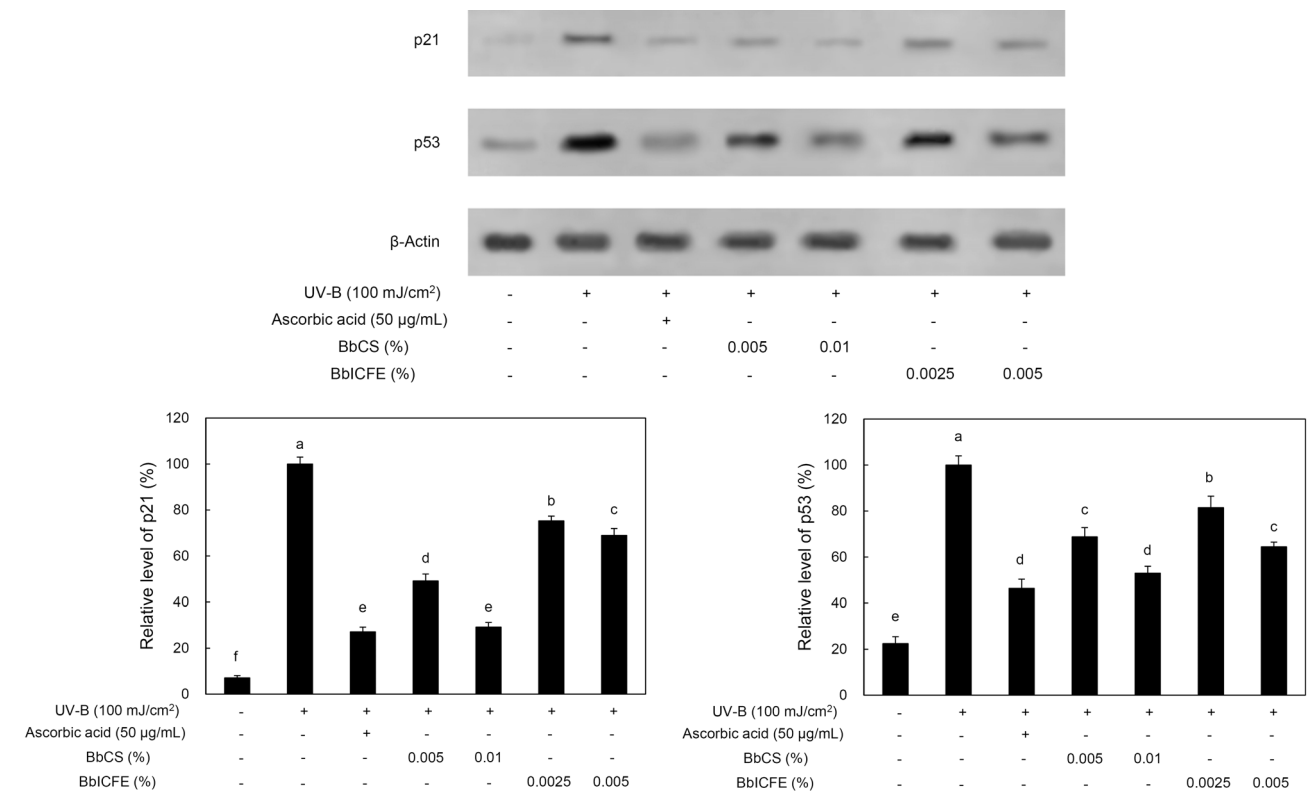 p21
p53
β-Actin
UV-B (100 mJ/cm2) - + + + + + +
Ascorbic acid (50 μg/mL) - - + - - - -
BbCS (%) - - - 0.005 0.01 - -
BbICFE (%) - - - - - 0.0025 0.005
Relative level of p21 (%)
120
100
80
60
40
20
0
f a e d e b c
UV-B (100 mJ/cm2) - + + + + + +
Ascorbic acid (50 μg/mL) - - + - - - -
BbCS (%) - - - 0.005 0.01 - -
BbICFE (%) - - - - - 0.0025 0.005
Relative level of p53 (%)
120
100
80
60
40
20
0
e a d c d b c
UV-B (100 mJ/cm2) - + + + + + +
Ascorbic acid (50 μg/mL) - - + - - - -
BbCS (%) - - - 0.005 0.01 - -
BbICFE (%) - - - - - 0.0025 0.005